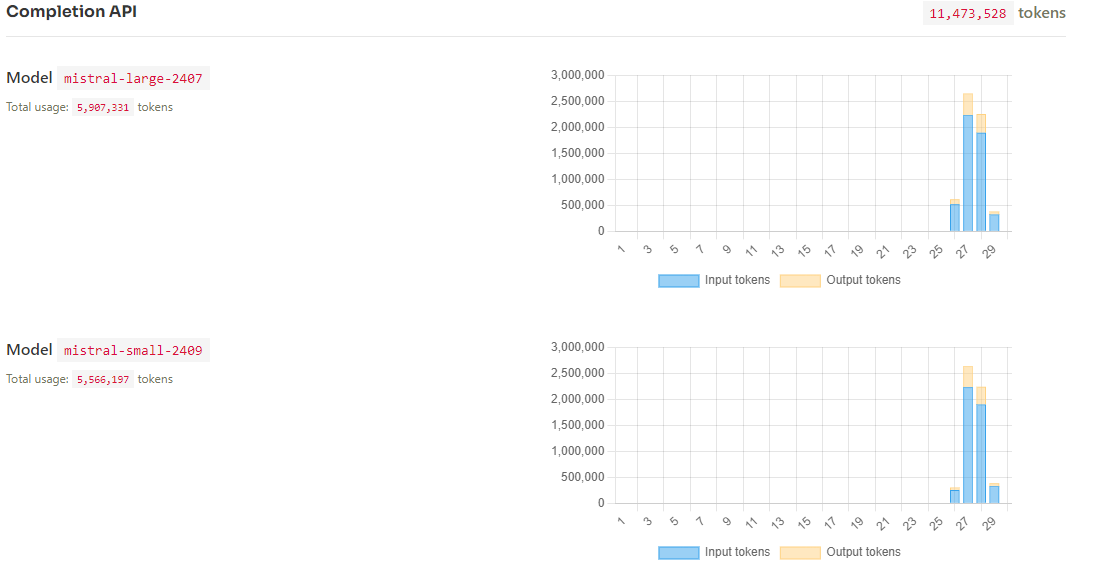 Completion API 11,473,528 tokens
Model mistral-large-2407
Total usage: 5,907,331 tokens
3,000,000
2,500,000
2,000,000
1,500,000
1,000,000
500,000
0
1 3 5 7 9 11 13 15 17 19 21 23 25 27 29
Input tokens Output tokens
Model mistral-small-2409
Total usage: 5,566,197 tokens
3,000,000
2,500,000
2,000,000
1,500,000
1,000,000
500,000
0
1 3 5 7 9 11 13 15 17 19 21 23 25 27 29
Input tokens Output tokens